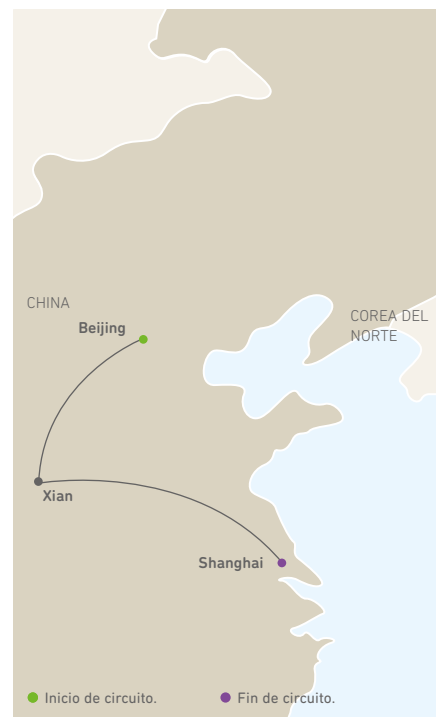 CHINA
COREA DEL
NORTE
Beijing
Xian
Shanghai
Inicio de circuito.
Fin de circuito.